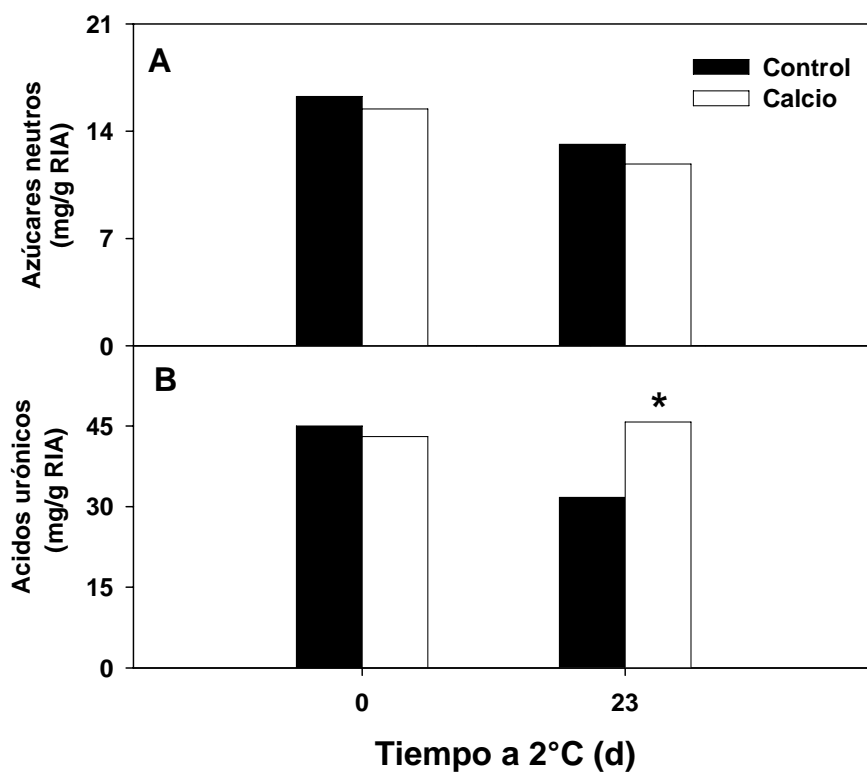 A
Control
Calcio
Azúcares neutros
(mg/g RIA)
21
14
7
0
B
*
Acidos urónicos
(mg/g RIA)
45
30
15
0
0
23
Tiempo a 2°C (d)